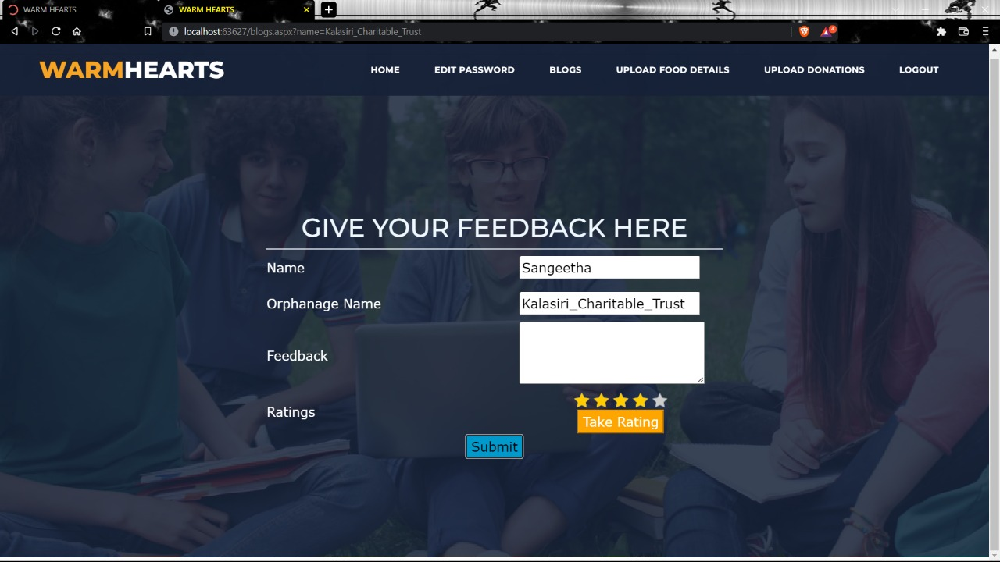 WARM HEARTS
WARM HEARTS
localhost:63627/blogs.aspx?name=Kalasiri_Charitable_Trust
4
WARMHEARTS
HOME EDIT PASSWORD BLOGS UPLOAD FOOD DETAILS UPLOAD DONATIONS LOGOUT
GIVE YOUR FEEDBACK HERE
Name Sangeetha
Orphanage Name Kalasiri_Charitable_Trust
Feedback
Ratings
Take Rating
Submit